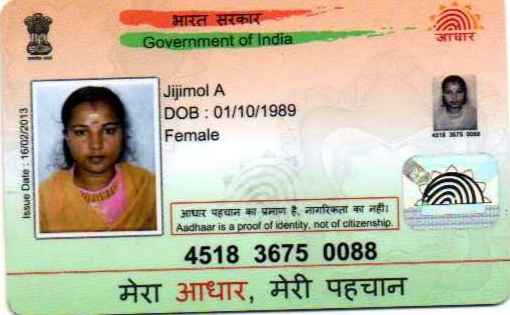 भारत सरकार
Government of India
आधार
Jijimol A
DOB : 01/10/1989
Female
Issue Date : 16/02/2013
4518 3675 0088
आधार पहचान का प्रमाण है, नागरिकता का नहीं।
Aadhaar is a proof of identity, not of citizenship.
4518 3675 0088
मेरा आधार, मेरी पहचान